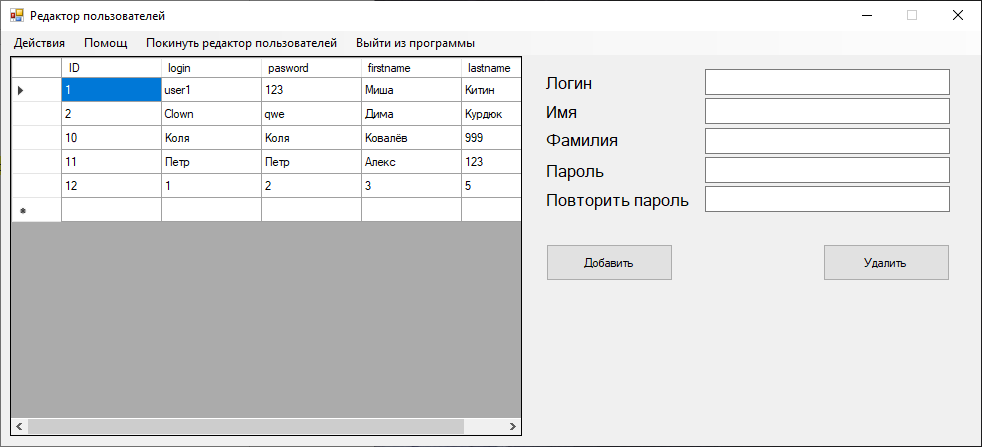 Редактор пользователей
Действия Помощ Покинуть редактор пользователей Выйти из программы
ID login pasword firstname lastname
1 user1 123 Миша Китин
2 Clown qwe Дима Курдюк
10 Коля Коля Ковалёв 999
11 Петр Петр Алекс 123
12 1 2 3 5
Логин
Имя
Фамилия
Пароль
Повторить пароль
Добавить Удалить